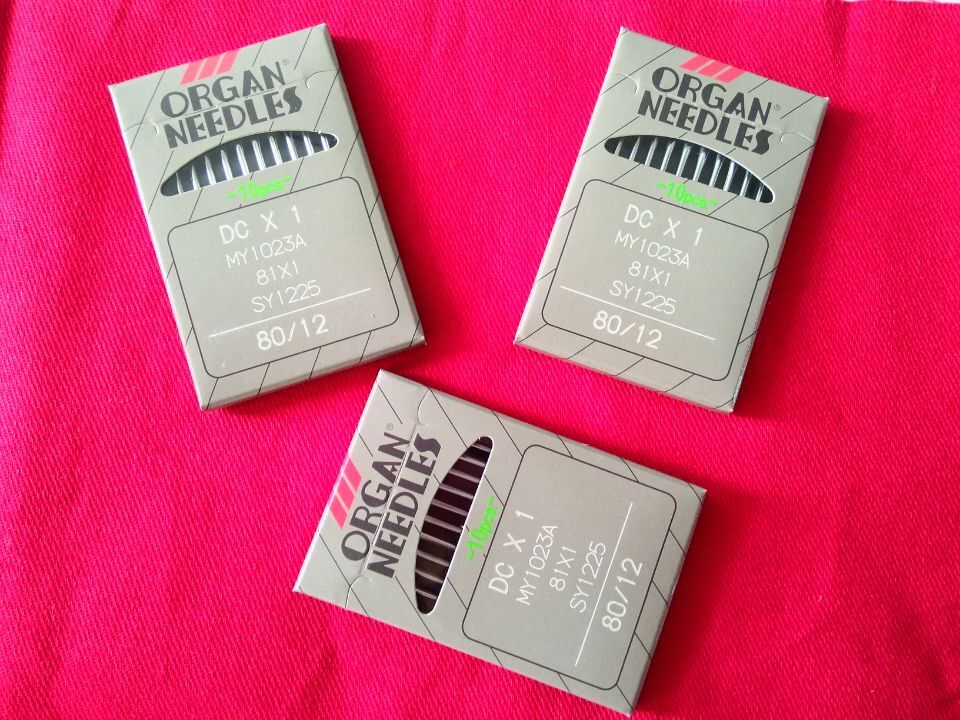 ORGAN®
NEEDLES
-10pcs-
DC X 1
MY1023A
81X1
SY1225
80/12
ORGAN®
NEEDLES
-10pcs-
DC X 1
MY1023A
81X1
SY1225
80/12
ORGAN®
NEEDLES
-10pcs-
DC X 1
MY1023A
81X1
SY1225
80/12